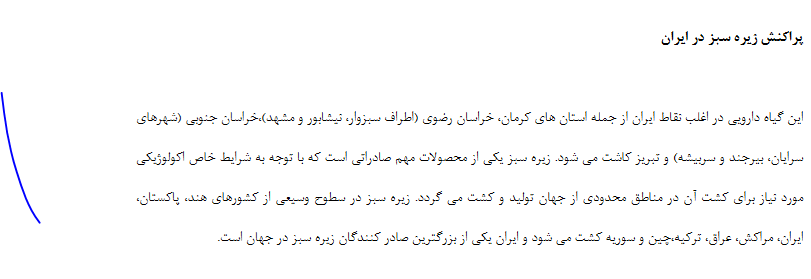 پراکنش زیره سبز در ایران
این گیاه دارویی در اغلب نقاط ایران از جمله استان های کرمان، خراسان رضوی (اطراف سبزوار، نیشابور و مشهد)،خراسان جنوبی (شهرهای
سرایان، بیرجند و سربیشه) و تبریز کاشت می شود. زیره سبز یکی از محصولات مهم صادراتی است که با توجه به شرایط خاص اکولوژیکی
مورد نیاز برای کشت آن در مناطق محدودی از جهان تولید و کشت می گردد. زیره سبز در سطوح وسیعی از کشورهای هند، پاکستان،
ایران، مراکش، عراق، ترکیه،چین و سوریه کشت می شود و ایران یکی از بزرگترین صادر کنندگان زیره سبز در جهان است.